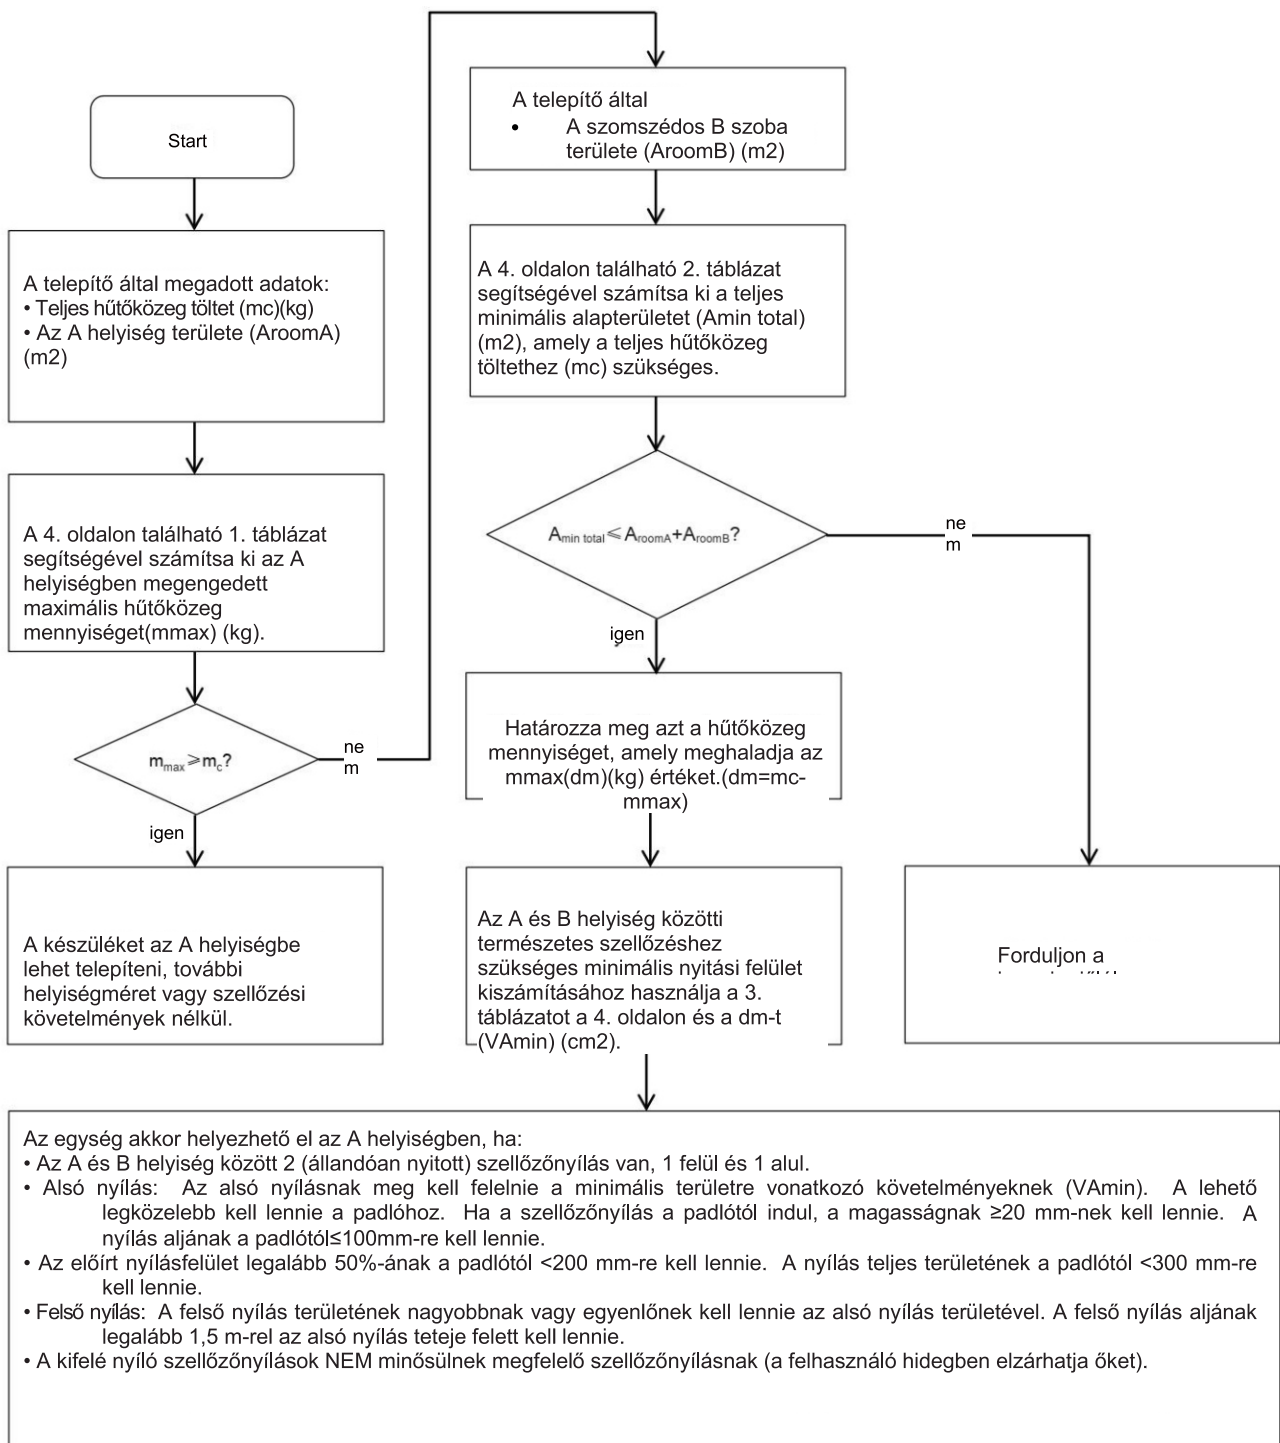 Start
A telepítő által megadott adatok:
• Teljes hűtőközeg töltet (mc)(kg)
• Az A helyiség területe (AroomA)
(m2)
A 4. oldalon található 1. táblázat
segítségével számítsa ki az A
helyiségben megengedett
maximális hűtőközeg
mennyiséget(mmax) (kg).
mmax≥mc?
ne
m
igen
A készüléket az A helyiségbe
lehet telepíteni, további
helyiségméret vagy szellőzési
követelmények nélkül.
A telepítő által
• A szomszédos B szoba
területe (AroomB) (m2)
A 4. oldalon található 2. táblázat
segítségével számítsa ki a teljes
minimális alapterületet (Amin total)
(m2), amely a teljes hűtőközeg
töltethez (mc) szükséges.
Amin total≤AroomA+AroomB?
ne
m
igen
Határozza meg azt a hűtőközeg
mennyiséget, amely meghaladja az
mmax(dm)(kg) értéket.(dm=mc-
mmax)
Az A és B helyiség közötti
természetes szellőzéshez
szükséges minimális nyitási felület
kiszámításához használja a 3.
táblázatot a 4. oldalon és a dm-t
(VAmin) (cm2).
Forduljon a
Az egység akkor helyezhető el az A helyiségben, ha:
• Az A és B helyiség között 2 (állandóan nyitott) szellőzőnyílás van, 1 felül és 1 alul.
• Alsó nyílás: Az alsó nyílásnak meg kell felelnie a minimális területre vonatkozó követelményeknek (VAmin). A lehető
legközelebb kell lennie a padlóhoz. Ha a szellőzőnyílás a padlótól indul, a magasságnak ≥20 mm-nek kell lennie. A
nyílás aljának a padlótól≤100mm-re kell lennie.
• Az előírt nyílásfelület legalább 50%-ának a padlótól <200 mm-re kell lennie. A nyílás teljes területének a padlótól <300 mm-re
kell lennie.
• Felső nyílás: A felső nyílás területének nagyobbnak vagy egyenlőnek kell lennie az alsó nyílás területével. A felső nyílás aljának
legalább 1,5 m-rel az alsó nyílás teteje felett kell lennie.
• A kifelé nyíló szellőzőnyílások NEM minősülnek megfelelő szellőzőnyílásnak (a felhasználó hidegben elzárhatja őket).